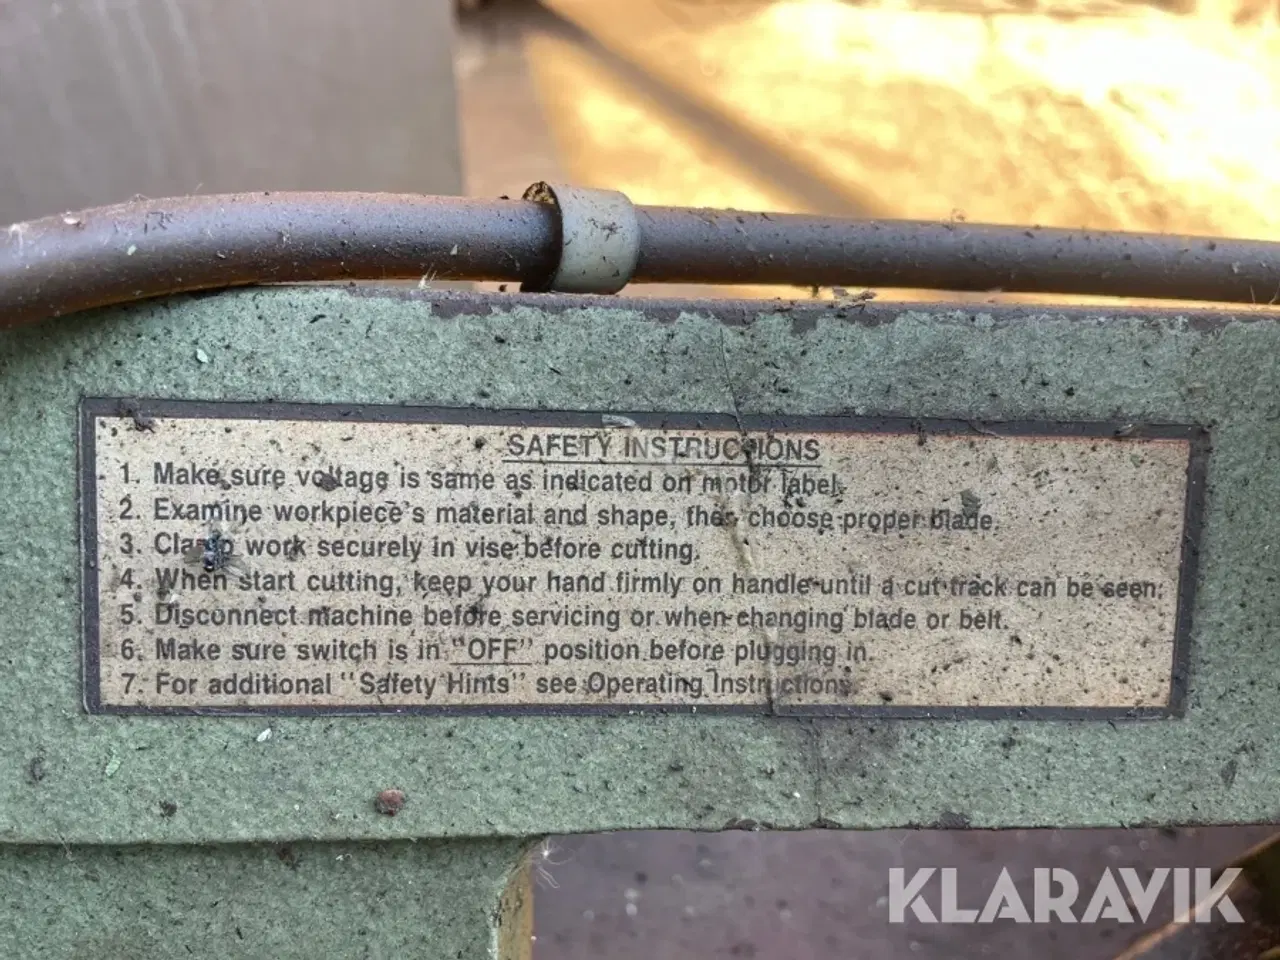 SAFETY INSTRUCTIONS
1. Make sure voltage is same as indicated on motor label.
2. Examine workpiece's material and shape, then choose proper blade.
3. Clamp work securely in vise before cutting.
4. When start cutting, keep your hand firmly on handle until a cut track can be seen.
5. Disconnect machine before servicing or when changing blade or belt.
6. Make sure switch is in "OFF" position before plugging in.
7. For additional "Safety Hints" see Operating Instructions.
KLARAVIK